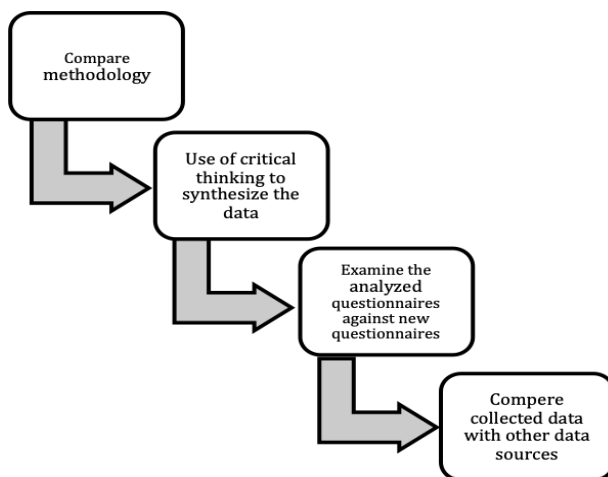 Compare
methodology
Use of critical
thinking to
synthesize the
data
Examine the
analyzed
questionnaires
against new
questionnaires
Compere
collected data
with other data
sources